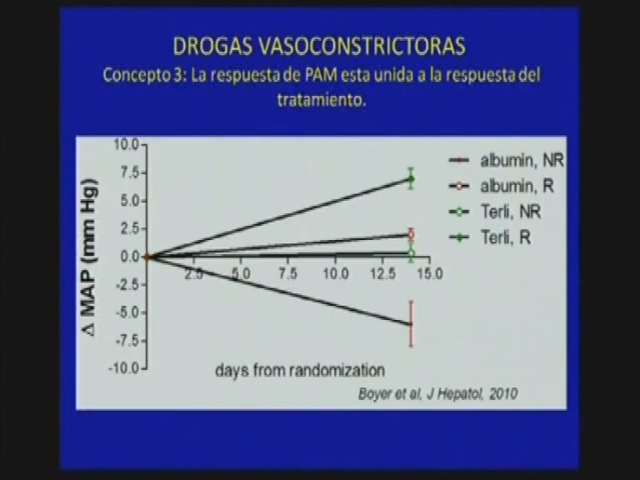 DROGAS VASOCONSTRICTORAS
Concepto 3: La respuesta de PAM esta unida a la respuesta del
tratamiento.
10.0
7.5
5.0
2.5
0.0
-2.5
-5.0
-7.5
-10.0
Δ MAP (mm Hg)
2.5 5.0 7.5 10.0 12.5 15.0
days from randomization
albumin, NR
albumin, R
Terli, NR
Terli, R
Boyer et al, J Hepatol, 2010